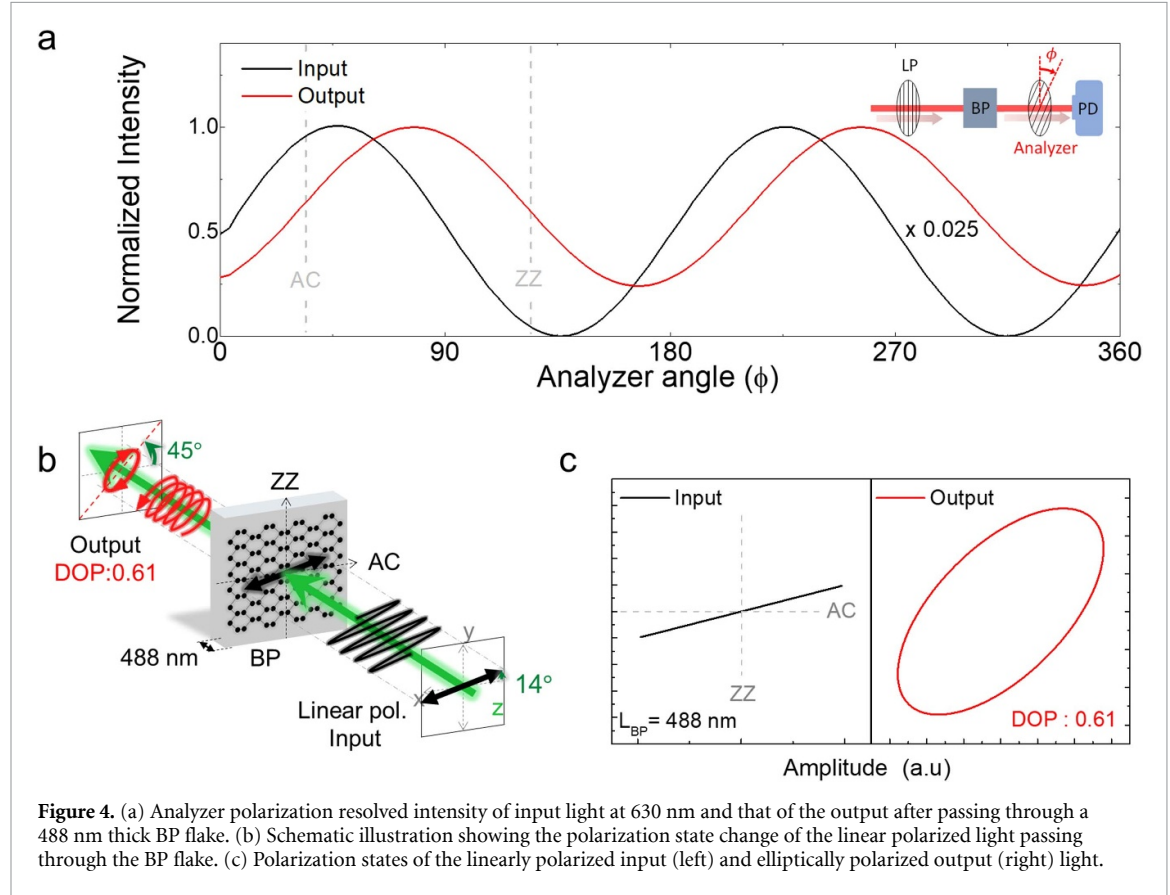 a
Input
Output
LP
ϕ
BP
PD
Analyzer
Normalized Intensity
1.0
0.5
0.0
AC
ZZ
x 0.025
0
90
180
270
360
Analyzer angle (ϕ)
b
45°
ZZ
Output
DOP:0.61
AC
488 nm
BP
y
x
z
14°
Linear pol.
Input
c
Input
Output
AC
ZZ
L_BP= 488 nm
DOP : 0.61
Amplitude (a.u)
Figure 4. (a) Analyzer polarization resolved intensity of input light at 630 nm and that of the output after passing through a
488 nm thick BP flake. (b) Schematic illustration showing the polarization state change of the linear polarized light passing
through the BP flake. (c) Polarization states of the linearly polarized input (left) and elliptically polarized output (right) light.